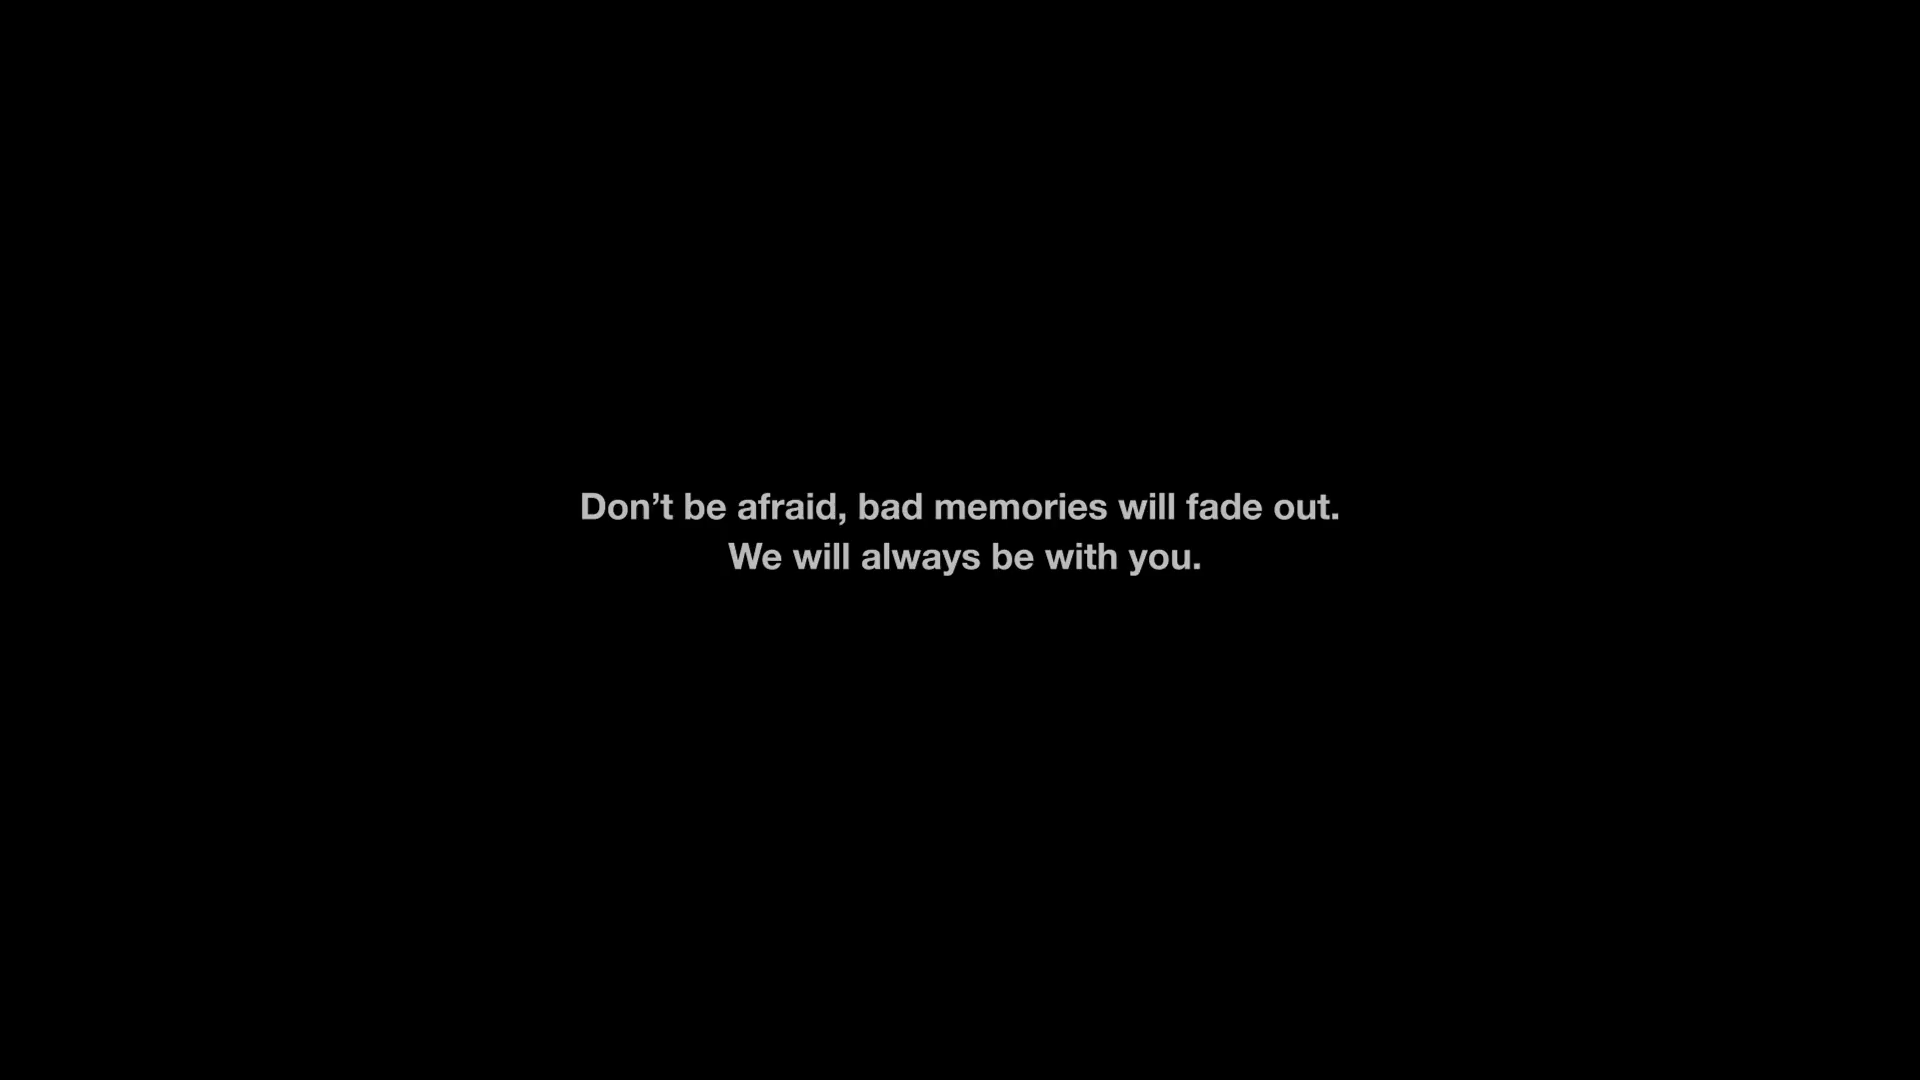 Don’t be afraid, bad memories will fade out.
We will always be with you.